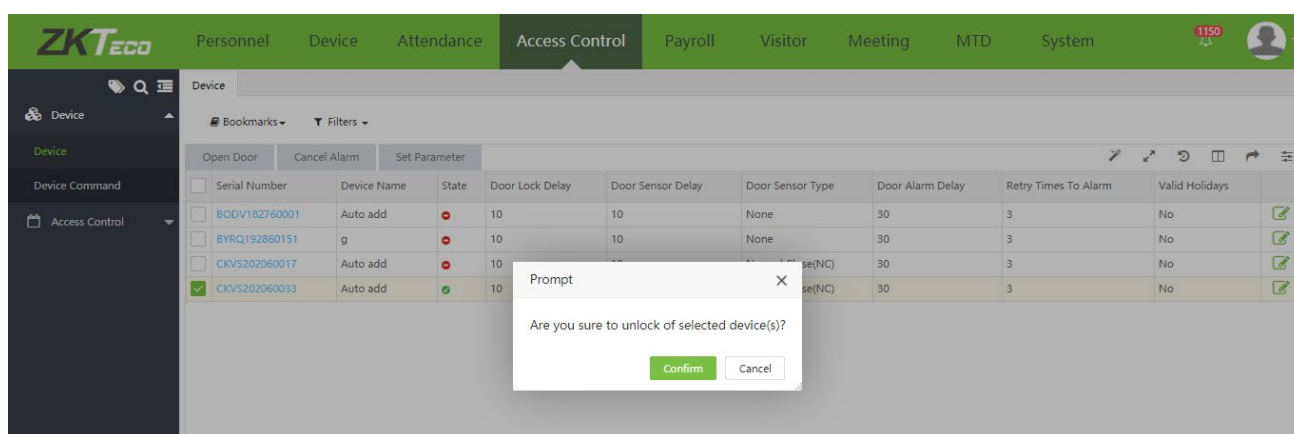 ZKTECO Personnel Device Attendance Access Control Payroll Visitor Meeting MTD System 1150
Device
Device
Bookmarks Filters
Device
Open Door Cancel Alarm Set Parameter
Device Command
Serial Number Device Name State Door Lock Delay Door Sensor Delay Door Sensor Type Door Alarm Delay Retry Times To Alarm Valid Holidays
Access Control
BODV182760001 Auto add 10 10 None 30 3 No
BYRQ192860151 g 10 10 None 30 3 No
CKVS202060017 Auto add 10 se(NC) 30 3 No
CKVS202060033 Auto add 10 se(NC) 30 3 No
Prompt
Are you sure to unlock of selected device(s)?
Confirm Cancel